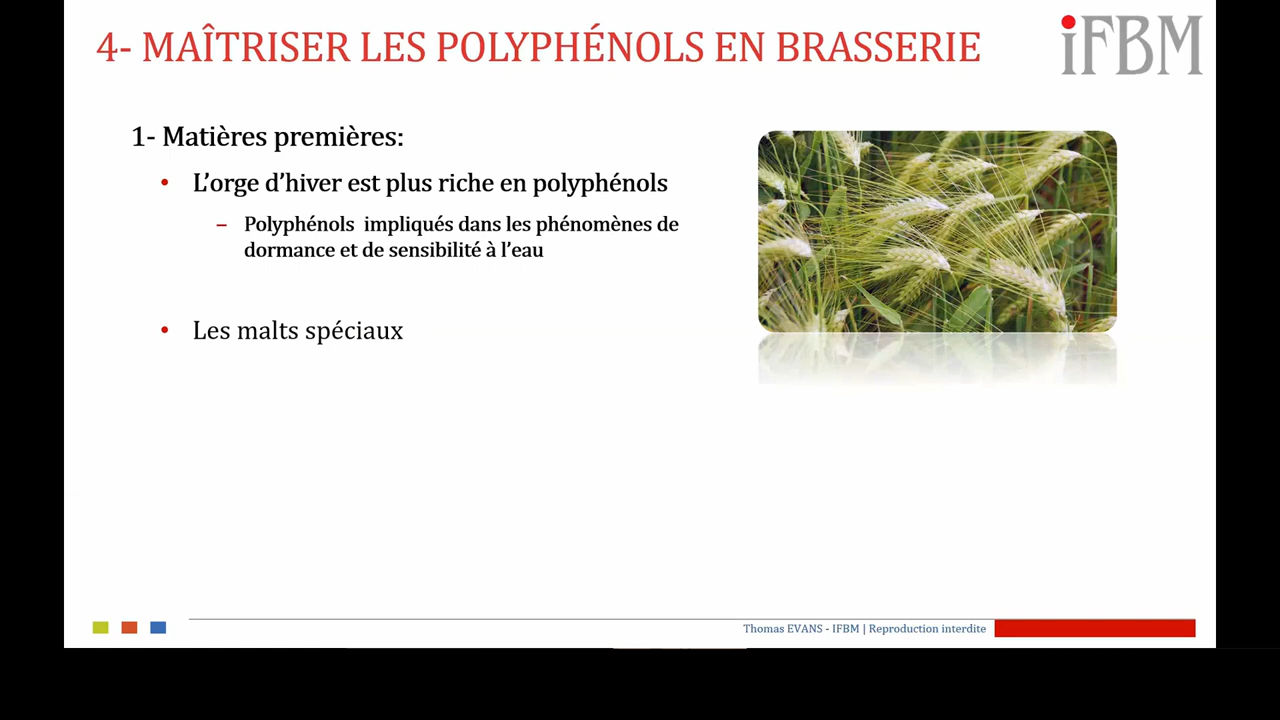 4- MAÎTRISER LES POLYPHÉNOLS EN BRASSERIE
iFBM
1- Matières premières:
• L’orge d’hiver est plus riche en polyphénols
– Polyphénols impliqués dans les phénomènes de
dormance et de sensibilité à l’eau
• Les malts spéciaux
Thomas EVANS - IFBM | Reproduction interdite